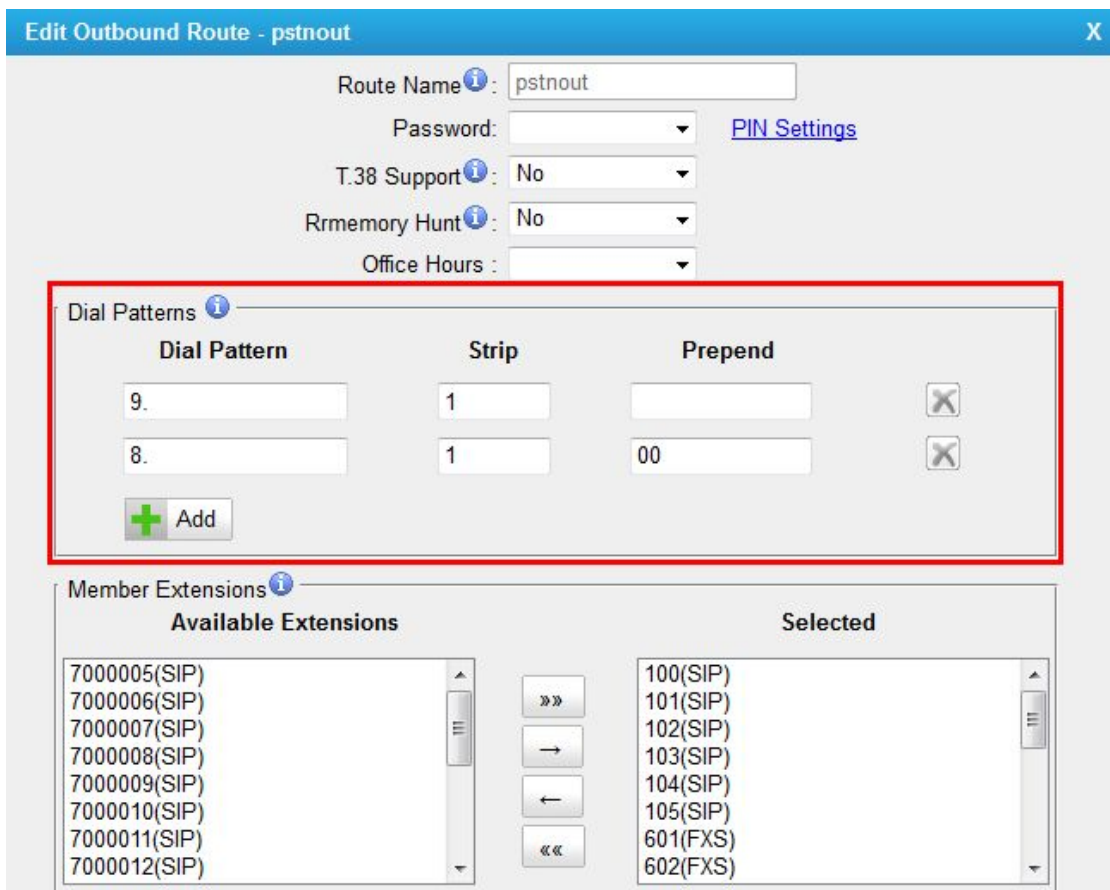 Edit Outbound Route - pstnout X
Route Name : pstnout
Password: PIN Settings
T.38 Support : No
Rrmemory Hunt : No
Office Hours :
Dial Patterns
Dial Pattern Strip Prepend
9. 1
8. 1 00
Add
Member Extensions
Available Extensions Selected
7000005(SIP)
7000006(SIP)
7000007(SIP)
7000008(SIP)
7000009(SIP)
7000010(SIP)
7000011(SIP)
7000012(SIP)
100(SIP)
101(SIP)
102(SIP)
103(SIP)
104(SIP)
105(SIP)
601(FXS)
602(FXS)